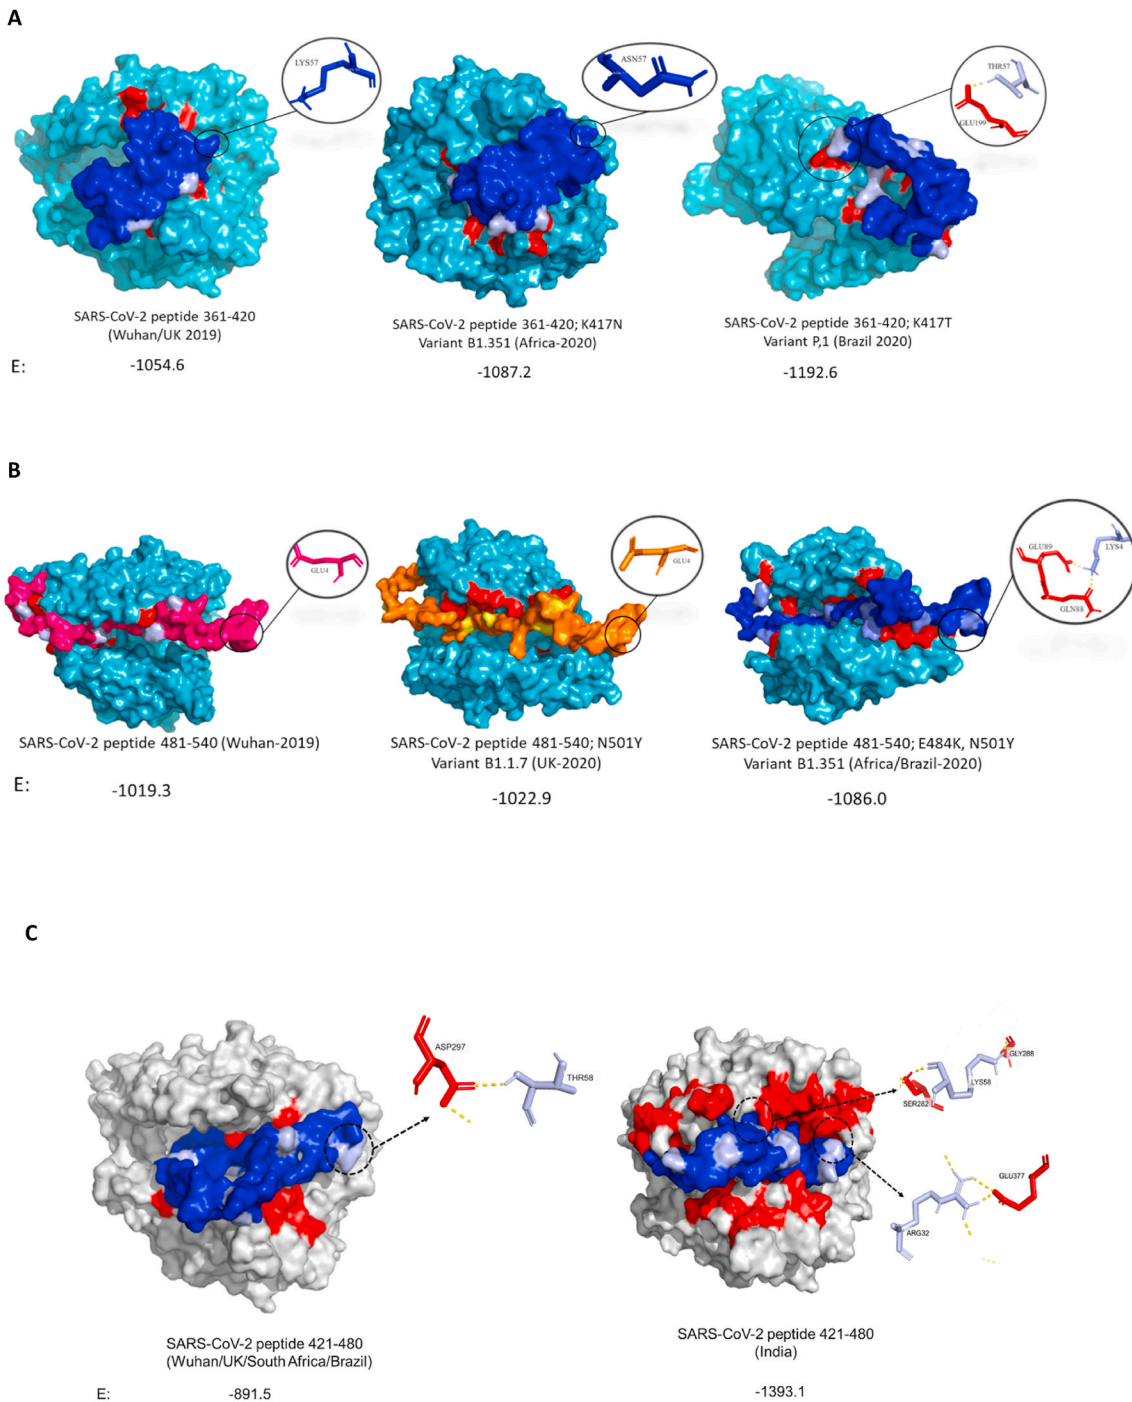 A
LYS57
ASN57
THR57
GLU199
SARS-CoV-2 peptide 361-420
(Wuhan/UK 2019)
SARS-CoV-2 peptide 361-420; K417N
Variant B1.351 (Africa-2020)
SARS-CoV-2 peptide 361-420; K417T
Variant P,1 (Brazil 2020)
E:
-1054.6
-1087.2
-1192.6
B
GLU4
GLU4
GLU89
LYS4
GLN88
SARS-CoV-2 peptide 481-540 (Wuhan-2019)
SARS-CoV-2 peptide 481-540; N501Y
Variant B1.1.7 (UK-2020)
SARS-CoV-2 peptide 481-540; E484K, N501Y
Variant B1.351 (Africa/Brazil-2020)
E:
-1019.3
-1022.9
-1086.0
C
ASP297
THR58
GLY288
LYS58
SER282
GLU377
ARG32
SARS-CoV-2 peptide 421-480
(Wuhan/UK/South Africa/Brazil)
SARS-CoV-2 peptide 421-480
(India)
E:
-891.5
-1393.1